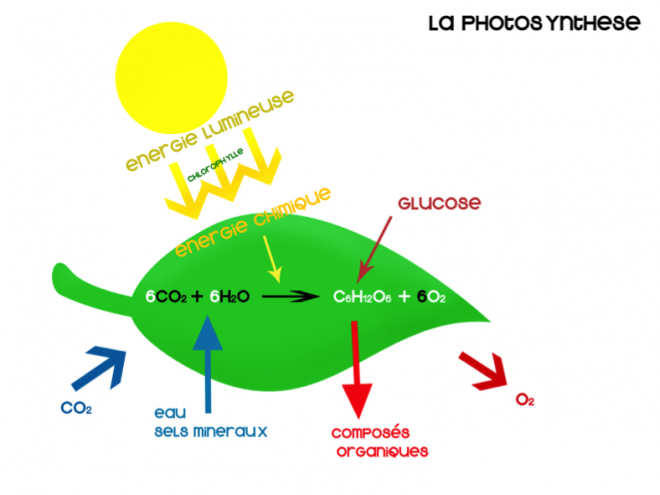 La PHOTOSYNTHESE
ENERGIE LUMINEUSE
CHLOROPHYLLE
ENERGIE CHIMIQUE
GLUCOSE
6CO₂ + 6H₂O → C₆H₁₂O₆ + 6O₂
CO₂
eau
sels mineraux
composés
organiques
O₂